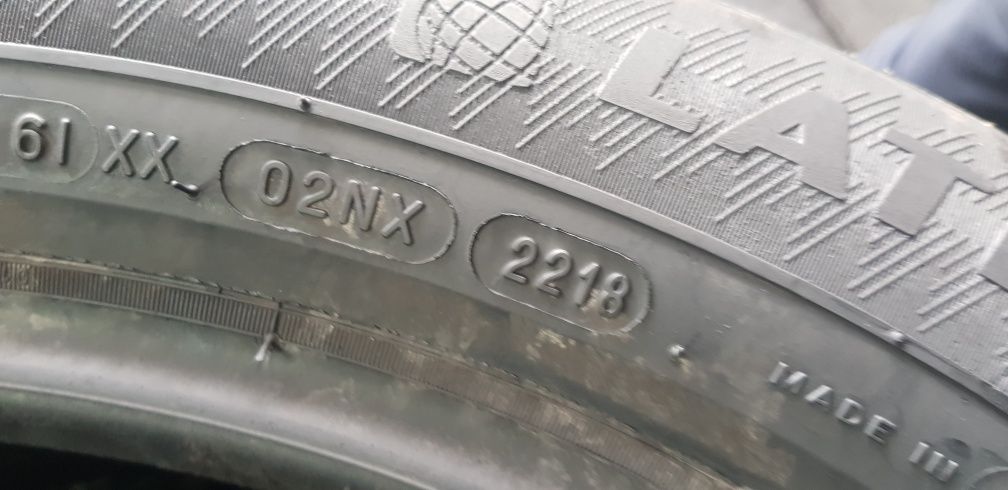 LAT
61 XX 02NX 2218
MADE IN